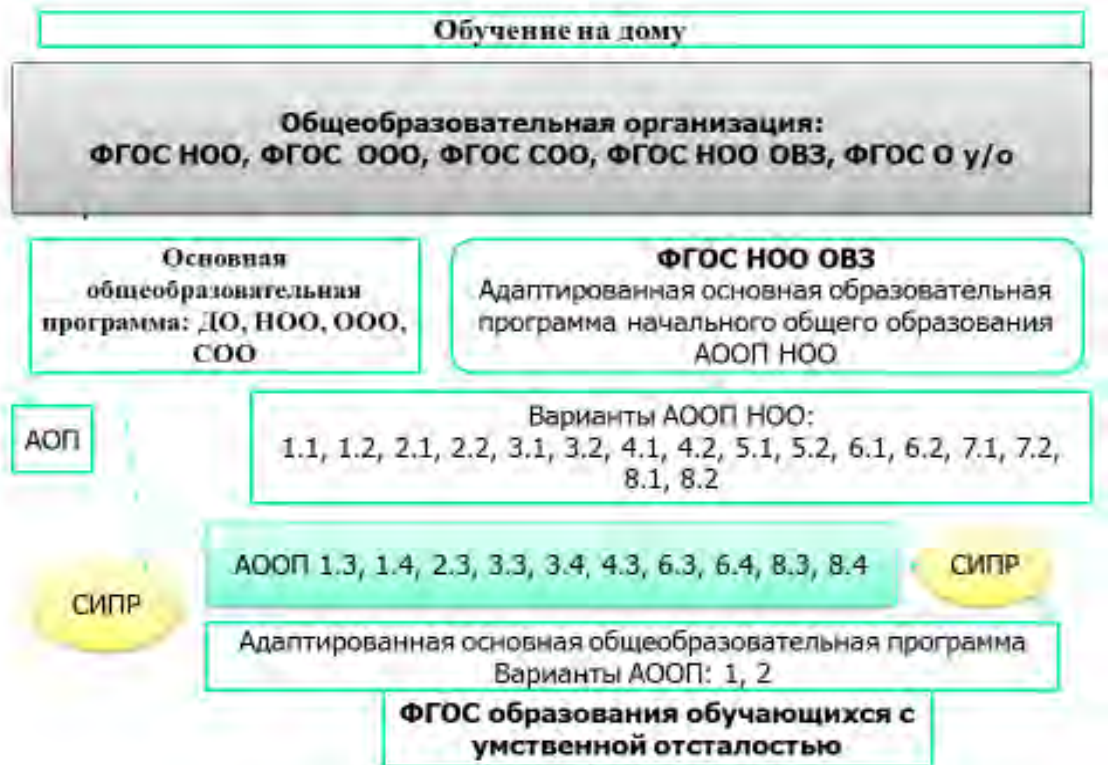 Обучение на дому
Общеобразовательная организация:
ФГОС НОО, ФГОС ООО, ФГОС СОО, ФГОС НОО ОВЗ, ФГОС О у/о
Основная
общеобразовательная
программа: ДО, НОО, ООО,
СОО
ФГОС НОО ОВЗ
Адаптированная основная образовательная
программа начального общего образования
АООП НОО
АОП
Варианты АООП НОО:
1.1, 1.2, 2.1, 2.2, 3.1, 3.2, 4.1, 4.2, 5.1, 5.2, 6.1, 6.2, 7.1, 7.2,
8.1, 8.2
СИПР
АООП 1.3, 1.4, 2.3, 3.3, 3.4, 4.3, 6.3, 6.4, 8.3, 8.4
СИПР
Адаптированная основная общеобразовательная программа
Варианты АООП: 1, 2
ФГОС образования обучающихся с
умственной отсталостью